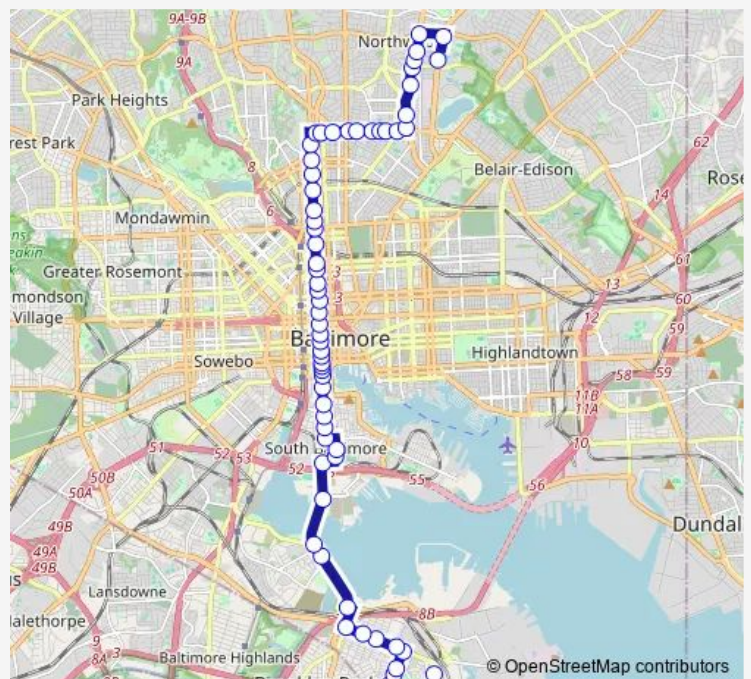 9A-9B
Northw
9A
Park Heights
rest Park
62
8
Belair-Edison
14
Rose
6
Mondawmin
61
Greater Rosemont
3
13
mondson
Village
3
60
12
59
Baltimore
Sowebo
Highlandtown
58
59
11B
11A
10
51
52
53
South Baltimore
52
55
56
50A
50B
49B
Dundal
49A
49B
Lansdowne
8B
alethorpe
9
8A
3
Baltimore Highlands
© OpenStreetMap contributors